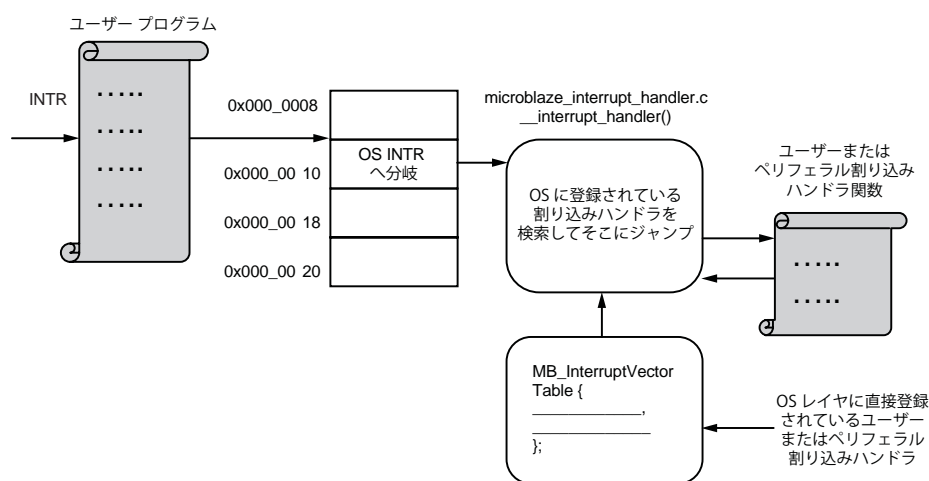 ユーザー プログラム
INTR
.....
.....
.....
.....
0x000_0008
0x000_00 10
0x000_00 18
0x000_00 20
OS INTR
へ分岐
microblaze_interrupt_handler.c
__interrupt_handler()
OS に登録されている
割り込みハンドラを
検索してそこにジャンプ
ユーザーまたは
ペリフェラル割り込み
ハンドラ関数
.....
.....
MB_InterruptVector
Table {
____________,
_____________
};
OS レイヤに直接登録
されているユーザー
またはペリフェラル
割り込みハンドラ